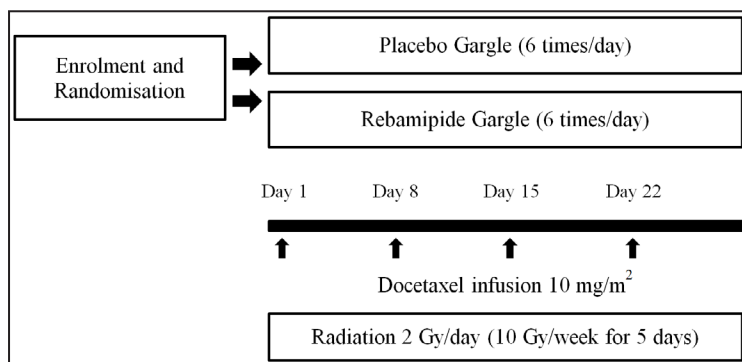 Placebo Gargle (6 times/day)
Enrolment and
Randomisation
Rebamipide Gargle (6 times/day)
Day 1 Day 8 Day 15 Day 22
Docetaxel infusion 10 mg/m²
Radiation 2 Gy/day (10 Gy/week for 5 days)